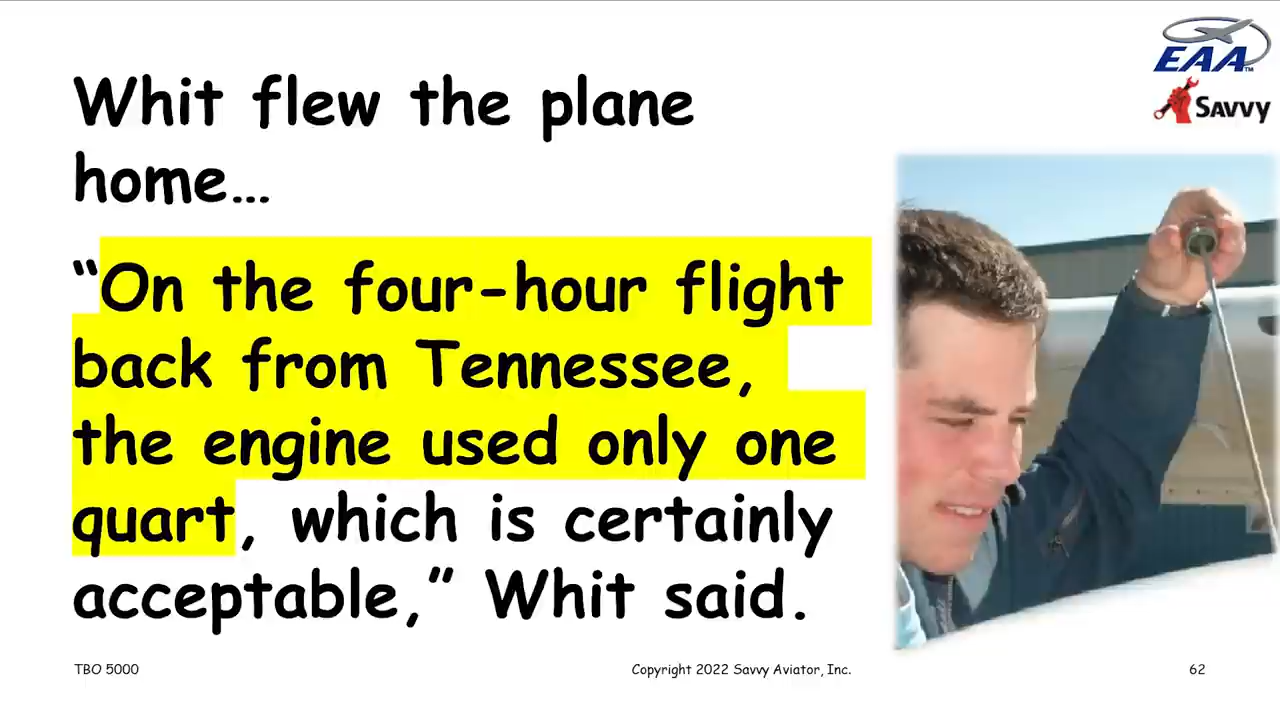 EAA™
SAVVY
Whit flew the plane
home…
“On the four-hour flight
back from Tennessee,
the engine used only one
quart, which is certainly
acceptable,” Whit said.
TBO 5000
Copyright 2022 Savvy Aviator, Inc.
62